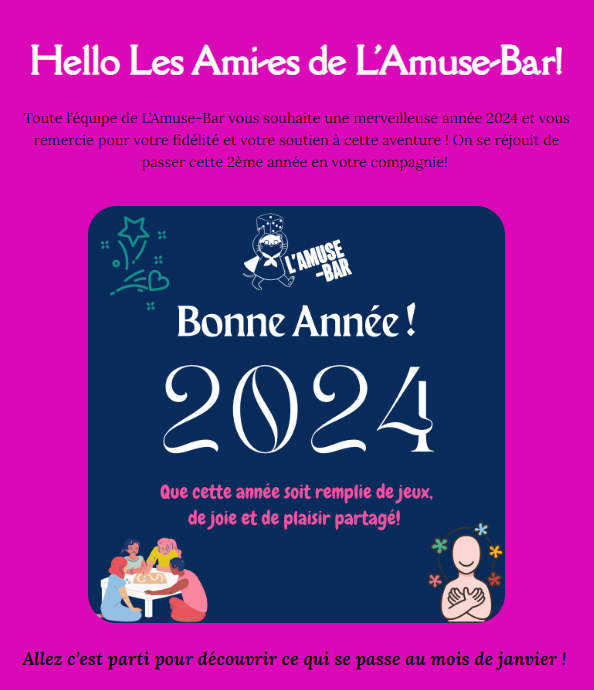 Hello Les Ami-es de L'Amuse-Bar!
Toute l'équipe de L'Amuse-Bar vous souhaite une merveilleuse année 2024 et vous
remercie pour votre fidélité et votre soutien à cette aventure ! On se réjouit de
passer cette 2ème année en votre compagnie!
L'AMUSE
-BAR
Bonne Année !
2024
Que cette année soit remplie de jeux,
de joie et de plaisir partagé!
Allez c'est parti pour découvrir ce qui se passe au mois de janvier !